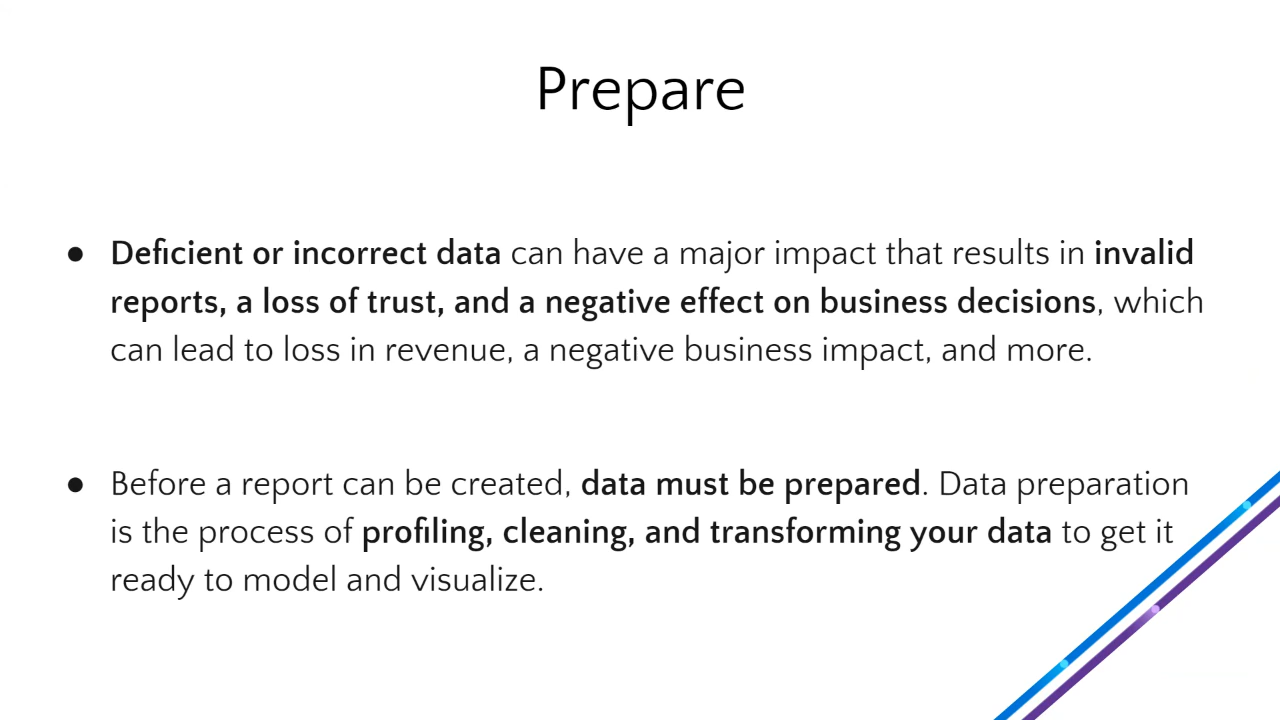 Prepare
● Deficient or incorrect data can have a major impact that results in invalid
reports, a loss of trust, and a negative effect on business decisions, which
can lead to loss in revenue, a negative business impact, and more.
● Before a report can be created, data must be prepared. Data preparation
is the process of profiling, cleaning, and transforming your data to get it
ready to model and visualize.